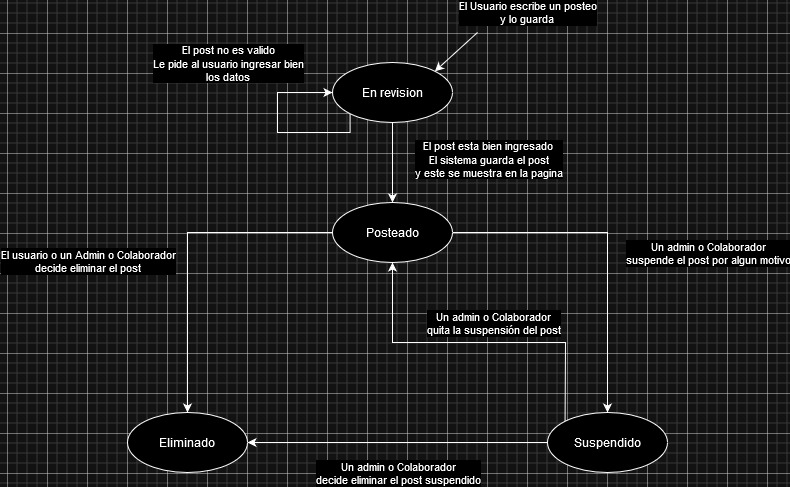 El Usuario escribe un posteo
y lo guarda
El post no es valido
Le pide al usuario ingresar bien
los datos
En revision
El post esta bien ingresado
El sistema guarda el post
y este se muestra en la pagina
Posteado
El usuario o un Admin o Colaborador
decide eliminar el post
Un admin o Colaborador
suspende el post por algun motivo
Un admin o Colaborador
quita la suspensión del post
Eliminado
Suspendido
Un admin o Colaborador
decide eliminar el post suspendido